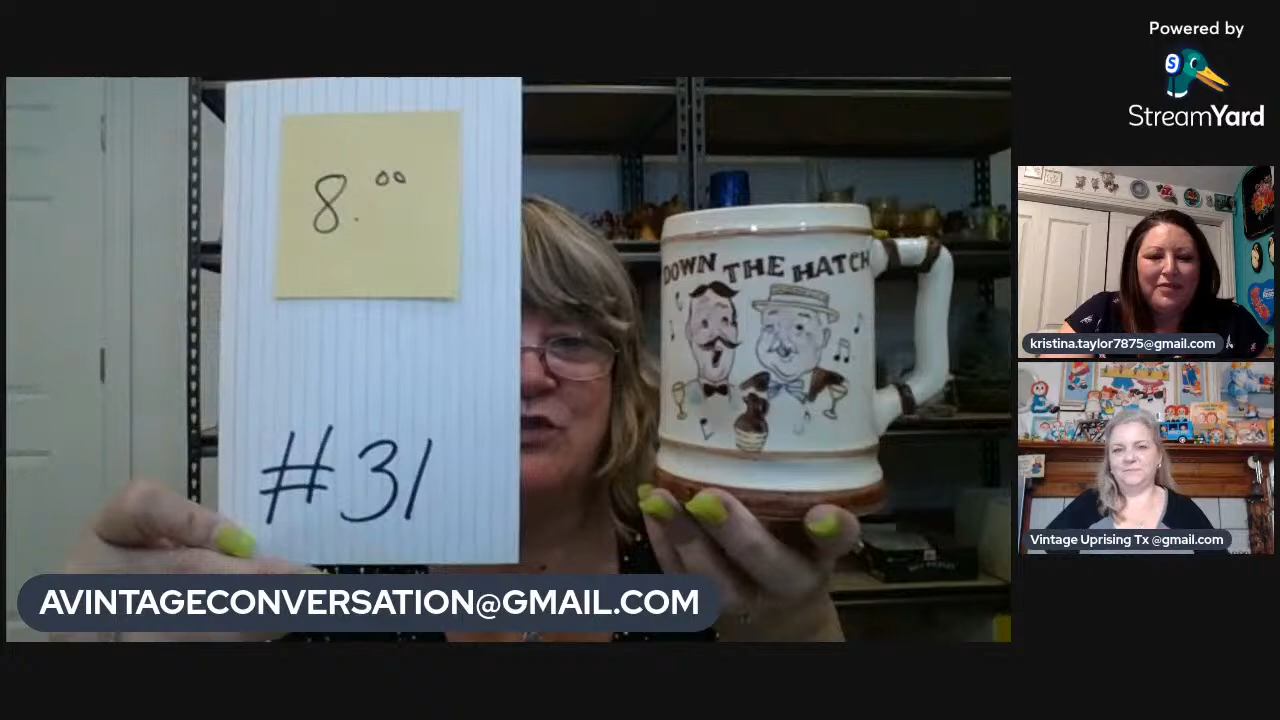 Powered by
StreamYard
8.00
#31
DOWN THE HATCH
kristina.taylor7875@gmail.com
Vintage Uprising Tx @gmail.com
AVINTAGECONVERSATION@GMAIL.COM